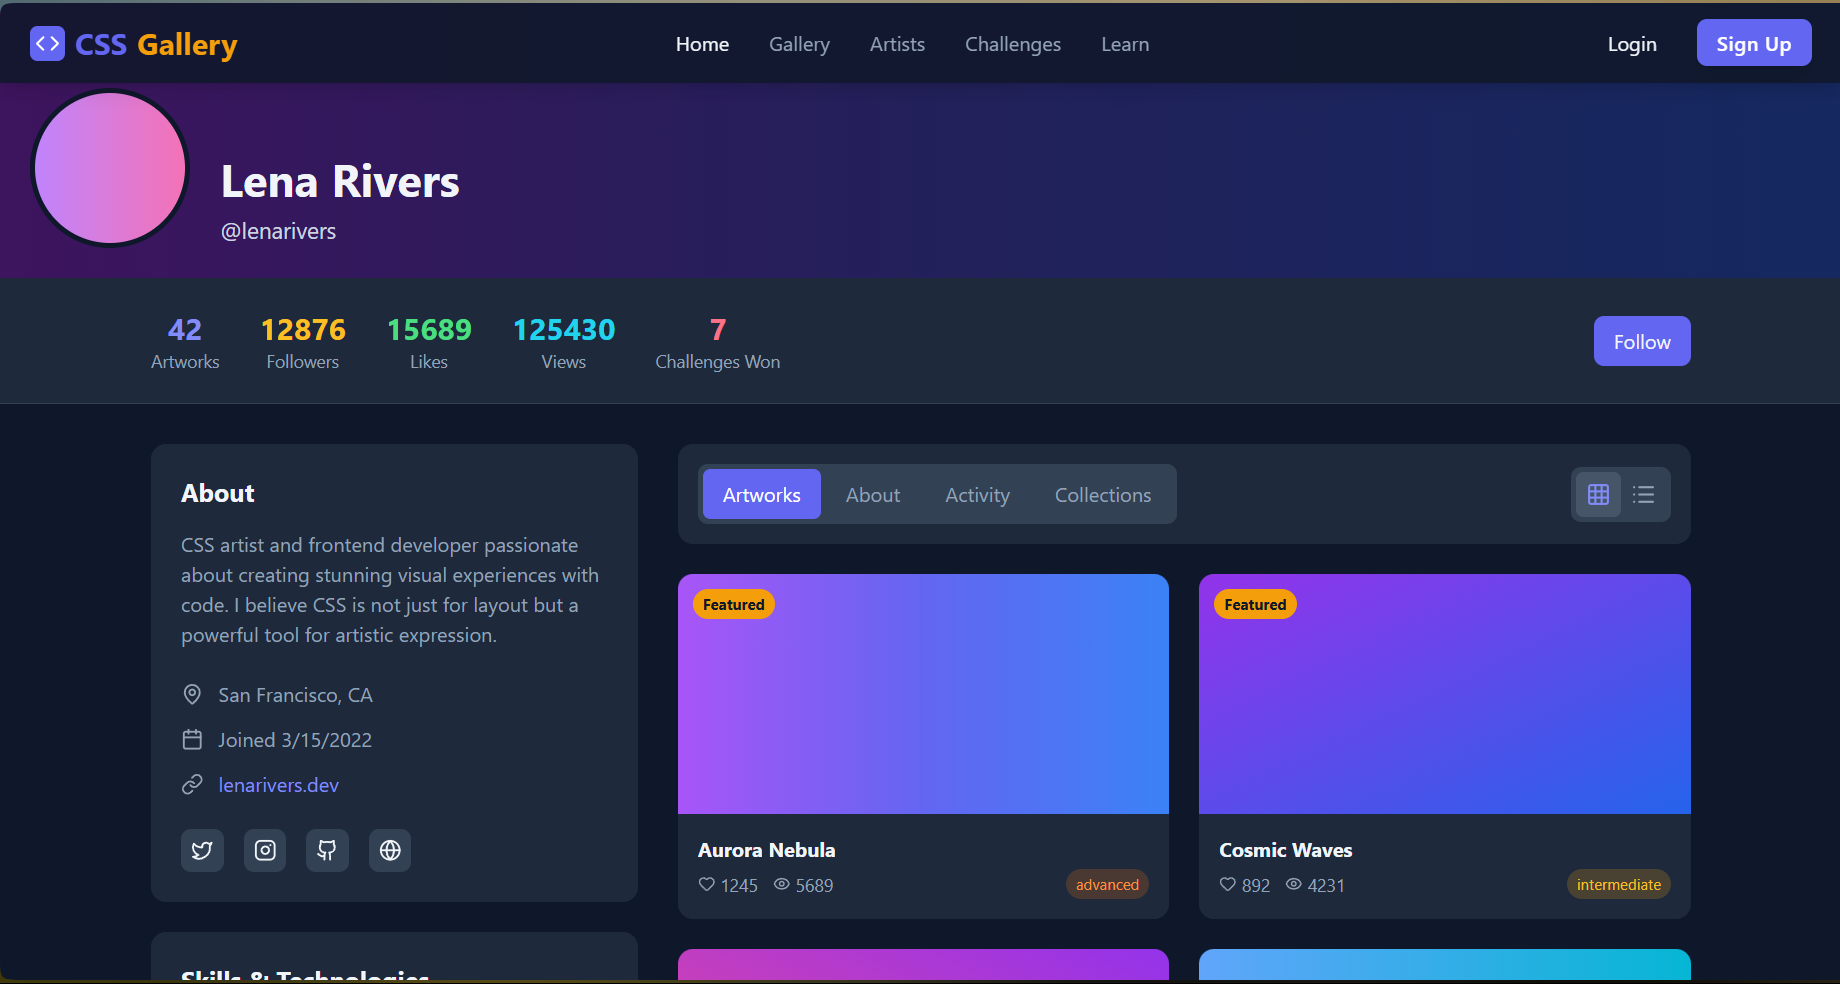 CSS Gallery
Home Gallery Artists Challenges Learn
Login Sign Up
Lena Rivers
@lenarivers
42 12876 15689 125430 7
Artworks Followers Likes Views Challenges Won
Follow
About
CSS artist and frontend developer passionate
about creating stunning visual experiences with
code. I believe CSS is not just for layout but a
powerful tool for artistic expression.
San Francisco, CA
Joined 3/15/2022
lenarivers.dev
Skills & Technologies
Artworks About Activity Collections
Featured
Aurora Nebula
1245 5689 advanced
Featured
Cosmic Waves
892 4231 intermediate